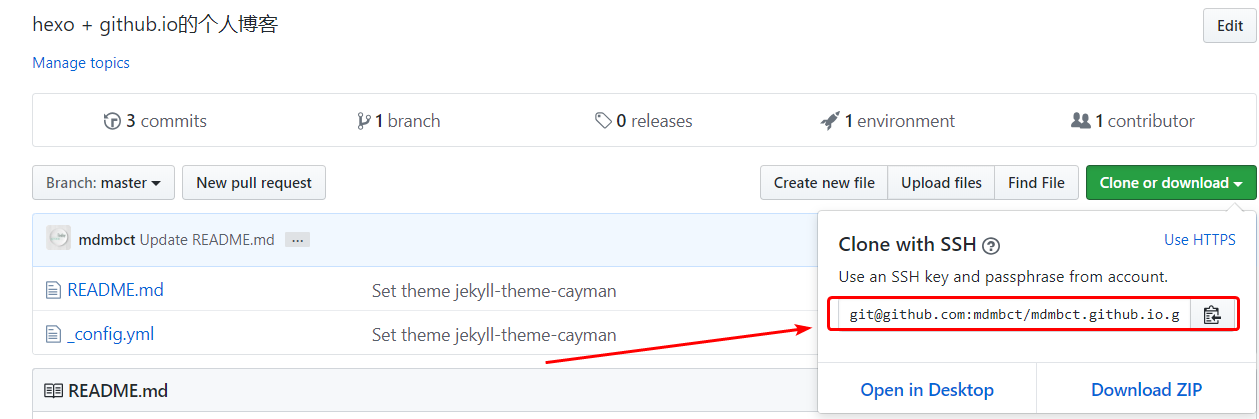 hexo + github.io的个人博客
Edit
Manage topics
3 commits
1 branch
0 releases
1 environment
1 contributor
Branch: master
New pull request
Create new file
Upload files
Find File
Clone or download
mdmbct Update README.md ...
Clone with SSH ?
Use HTTPS
Use an SSH key and passphrase from account.
git@github.com:mdmbct/mdmbct.github.io.g
README.md Set theme jekyll-theme-cayman
_config.yml Set theme jekyll-theme-cayman
Open in Desktop
Download ZIP
README.md